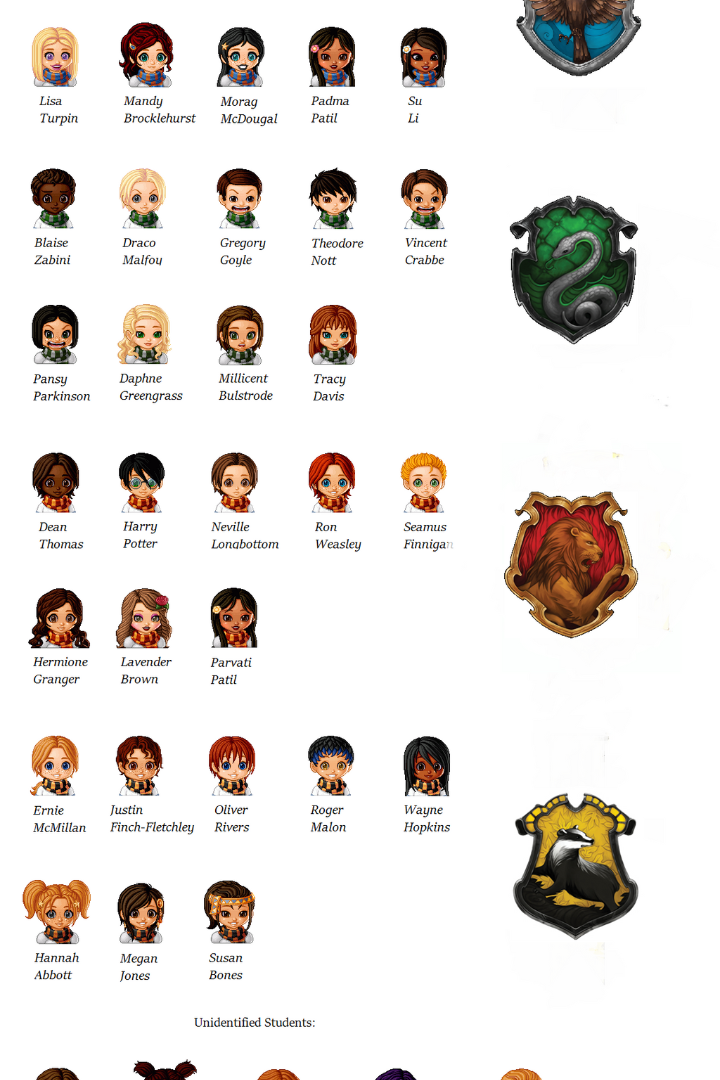 Lisa Mandy Morag Padma Su
Turpin Brocklehurst McDougal Patil Li
Blaise Draco Gregory Theodore Vincent
Zabini Malfoy Goyle Nott Crabbe
Pansy Daphne Millicent Tracy
Parkinson Greengrass Bulstrode Davis
Dean Harry Neville Ron Seamus
Thomas Potter Longbottom Weasley Finnigan
Hermione Lavender Parvati
Granger Brown Patil
Ernie Justin Oliver Roger Wayne
McMillan Finch-Fletchley Rivers Malon Hopkins
Hannah Megan Susan
Abbott Jones Bones
Unidentified Students: